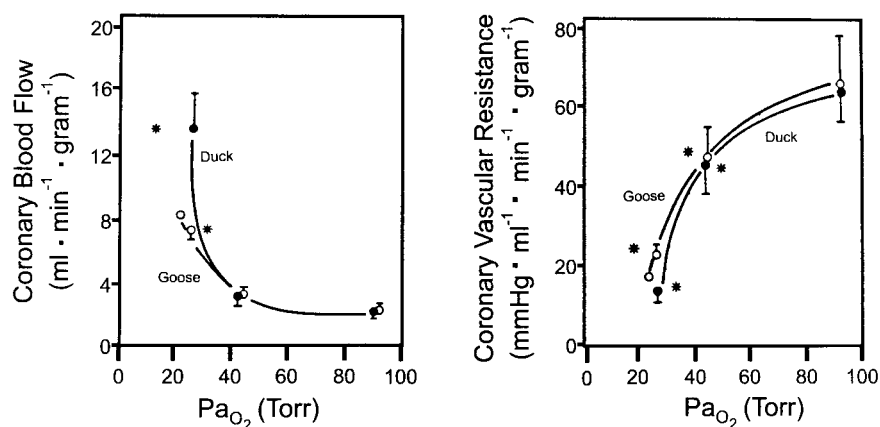 Coronary Blood Flow
(ml · min⁻¹ · gram⁻¹)
20
16
12
8
4
0
Duck
Goose
*
*
0 20 40 60 80 100
Pa_O₂ (Torr)
Coronary Vascular Resistance
(mmHg · ml⁻¹ · min⁻¹ · gram⁻¹)
80
60
40
20
0
Goose
Duck
*
*
*
*
0 20 40 60 80 100
Pa_O₂ (Torr)